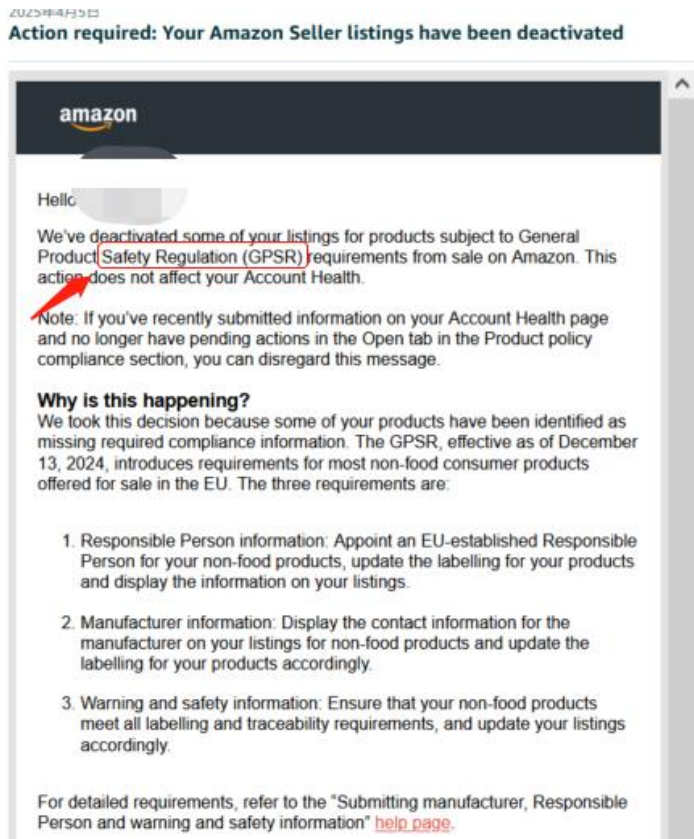 2025年4月5日
Action required: Your Amazon Seller listings have been deactivated
amazon
Hello
We've deactivated some of your listings for products subject to General
Product Safety Regulation (GPSR) requirements from sale on Amazon. This
action does not affect your Account Health.
Note: If you've recently submitted information on your Account Health page
and no longer have pending actions in the Open tab in the Product policy
compliance section, you can disregard this message.
Why is this happening?
We took this decision because some of your products have been identified as
missing required compliance information. The GPSR, effective as of December
13, 2024, introduces requirements for most non-food consumer products
offered for sale in the EU. The three requirements are:
1. Responsible Person information: Appoint an EU-established Responsible
Person for your non-food products, update the labelling for your products
and display the information on your listings.
2. Manufacturer information: Display the contact information for the
manufacturer on your listings for non-food products and update the
labelling for your products accordingly.
3. Warning and safety information: Ensure that your non-food products
meet all labelling and traceability requirements, and update your listings
accordingly.
For detailed requirements, refer to the "Submitting manufacturer, Responsible
Person and warning and safety information" help page.